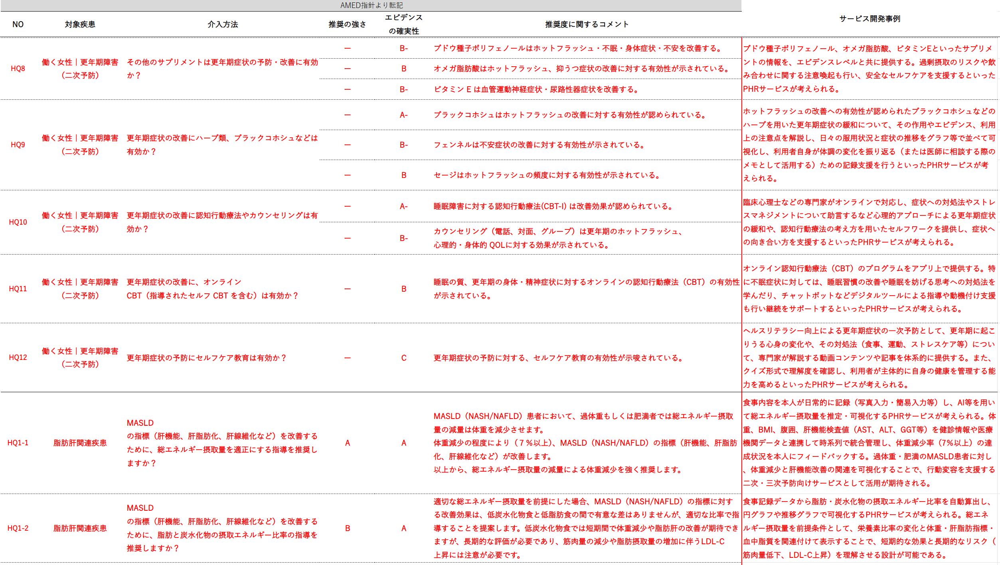 AMED指針より転記
NO
対象疾患
介入方法
推奨の強さ
エビデンス
の確実性
推奨度に関するコメント
サービス開発事例
HQ8
働く女性｜更年期障害
（二次予防）
その他のサプリメントは更年期症状の予防・改善に有効
か？
ー
B-
ブドウ種子ポリフェノールはホットフラッシュ・不眠・身体症状・不安を改善する。
ー
B
オメガ脂肪酸はホットフラッシュ、抑うつ症状の改善に対する有効性が示されている。
ー
B-
ビタミン E は血管運動神経症状・尿路性器症状を改善する。
ブドウ種子ポリフェノール、オメガ脂肪酸、ビタミンEといったサプリメ
ントの情報を、エビデンスレベルと共に提供する。過剰摂取のリスクや飲
み合わせに関する注意喚起も行い、安全なセルフケアを支援するといった
PHRサービスが考えられる。
HQ9
働く女性｜更年期障害
（二次予防）
更年期症状の改善にハーブ類、ブラックコホシュなどは
有効か？
ー
A-
ブラックコホシュはホットフラッシュの改善に対する有効性が認められている。
ー
B-
フェンネルは不安症状の改善に対する有効性が示されている。
ー
B
セージはホットフラッシュの頻度に対する有効性が示されている。
ホットフラッシュの改善への有効性が認められたブラックコホシュなどの
ハーブを用いた更年期症状の緩和について、その作用やエビデンス、利用
上の注意点を解説し、日々の服用状況と症状の推移をグラフ等で並べて可
視化し、利用者自身が体調の変化を振り返る（または医師に相談する際の
メモとして活用する）ための記録支援を行うといったPHRサービスが考
えられる。
HQ10
働く女性｜更年期障害
（二次予防）
更年期症状の改善に認知行動療法やカウンセリングは有
効か？
ー
A-
睡眠障害に対する認知行動療法(CBT-I) は改善効果が認められている。
ー
B-
カウンセリング（電話、対面、グループ）は更年期のホットフラッシュ、
心理的・身体的 QOLに対する効果が示されている。
臨床心理士などの専門家がオンラインで対応し、症状への対処法やストレ
スマネジメントについて助言するなど心理的アプローチによる更年期症状
の緩和や、認知行動療法の考え方を用いたセルフワークを提供し、症状へ
の向き合い方を支援するといったPHRサービスが考えられる。
HQ11
働く女性｜更年期障害
（二次予防）
更年期症状の改善に、オンライン
CBT（指導されたセルフ CBT を含む）は有効か？
ー
B
睡眠の質、更年期の身体・精神症状に対するオンラインの認知行動療法（CBT）の有効性
が示されている。
オンライン認知行動療法（CBT）のプログラムをアプリ上で提供する。特
に不眠症状に対しては、睡眠習慣の改善や睡眠を妨げる思考への対処法を
学んだり、チャットボットなどデジタルツールによる指導や動機付け支援
も行い継続をサポートするといったPHRサービスが考えられる。
HQ12
働く女性｜更年期障害
（二次予防）
更年期症状の予防にセルフケア教育は有効か？
ー
C
更年期症状の予防に対する、セルフケア教育の有効性が示唆されている。
ヘルスリテラシー向上による更年期症状の一次予防として、更年期に起こ
りうる心身の変化や、その対処法（食事、運動、ストレスケア等）につい
て、専門家が解説する動画コンテンツや記事を体系的に提供する。また、
クイズ形式で理解度を確認し、利用者が主体的に自身の健康を管理する能
力を高めるといったPHRサービスが考えられる。
HQ1-1
脂肪肝関連疾患
MASLD
の指標（肝機能、肝脂肪化、肝線維化など）を改善する
ために、総エネルギー摂取量を適正にする指導を推奨し
ますか？
A
A
MASLD（NASH/NAFLD）患者において、過体重もしくは肥満者では総エネルギー摂取
量の減量は体重を減少させます。
体重減少の程度により（７％以上）、MASLD（NASH/NAFLD）の指標（肝機能、肝脂肪
化、肝線維化など）が改善します。
以上から、総エネルギー摂取量の減量による体重減少を強く推奨します。
食事内容を本人が日常的に記録（写真入力・簡易入力等）し、AI等を用い
て総エネルギー摂取量を推定・可視化するPHRサービスが考えられる。体
重、BMI、腹囲、肝機能検査値（AST、ALT、GGT等）を健診情報や医療
機関データと連携して時系列で統合管理し、体重減少率（7％以上）の達
成状況を本人にフィードバックする。過体重・肥満のMASLD患者に対し
、体重減少と肝機能改善の関連を可視化することで、行動変容を支援する
二次・三次予防向けサービスとして活用が期待される。
HQ1-2
脂肪肝関連疾患
MASLD
の指標（肝機能、肝脂肪化、肝線維化など）を改善する
ために、脂肪と炭水化物の摂取エネルギー比率の指導を
推奨しますか？
B
A
適切な総エネルギー摂取量を前提にした場合、MASLD（NASH/NAFLD）の指標に対す
る改善効果は、低炭水化物食と低脂肪食の間で有意な差はありませんが、適切な比率で指
導することを提案します。低炭水化物食では短期間で体重減少や脂肪肝の改善が期待でき
ますが、長期的な評価が必要であり、筋肉量の減少や脂肪摂取量の増加に伴うLDL-C
上昇には注意が必要です。
食事記録データから脂肪・炭水化物の摂取エネルギー比率を自動算出し、
円グラフや推移グラフで可視化するPHRサービスが考えられる。総エネ
ルギー摂取量を前提条件として、栄養素比率の変化と体重・肝脂肪指標・
血中脂質を関連付けて表示することで、短期的な効果と長期的なリスク（
筋肉量低下、LDL-C上昇）を理解させる設計が可能である。